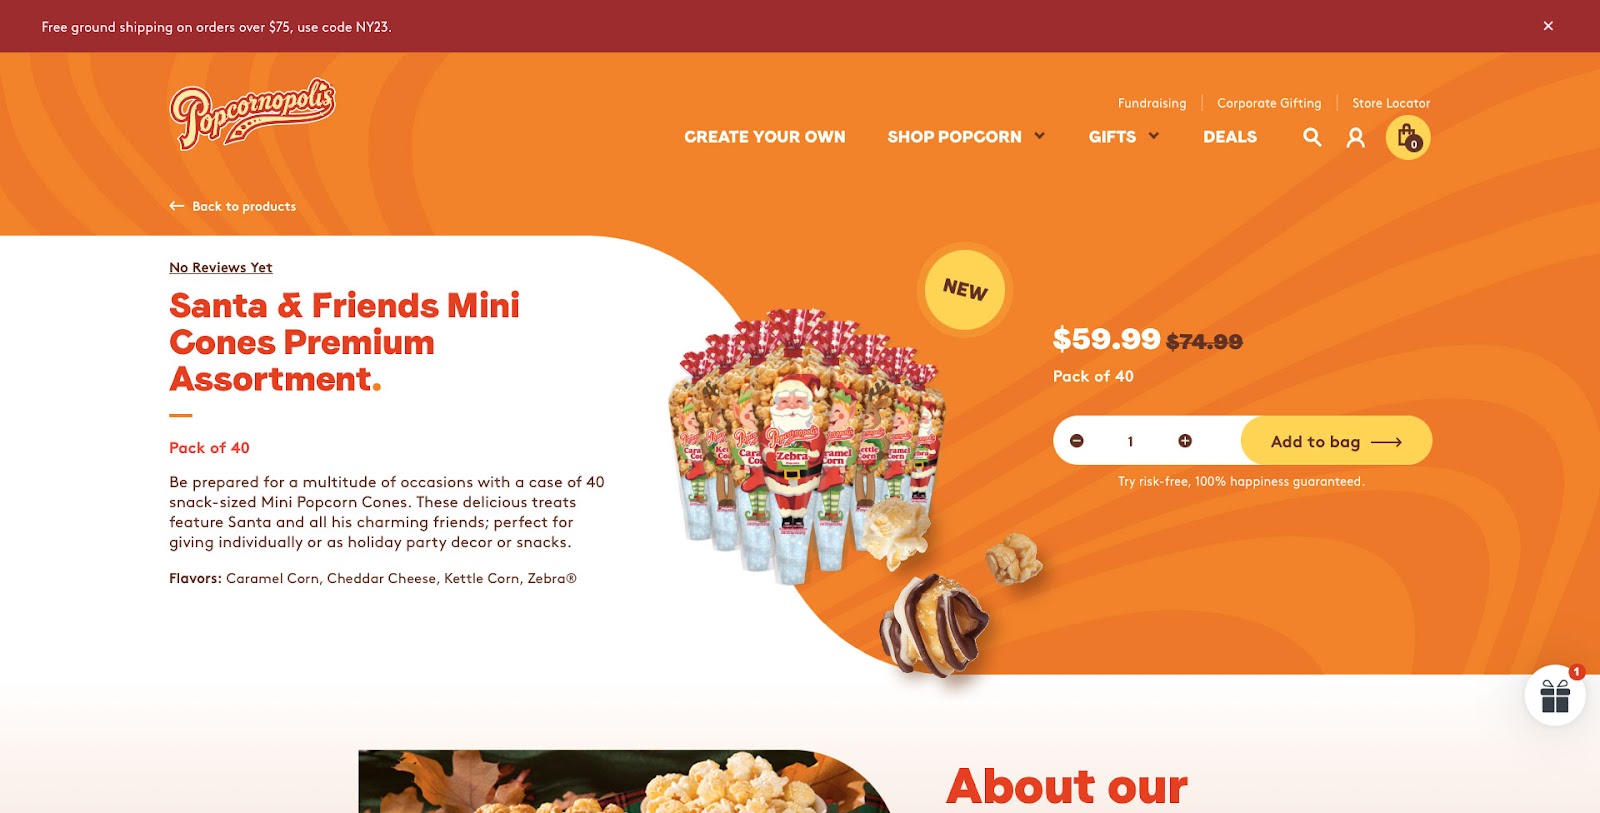 Free ground shipping on orders over $75, use code NY23.
Popcornopolis
Fundraising
Corporate Gifting
Store Locator
CREATE YOUR OWN
SHOP POPCORN
GIFTS
DEALS
0
Back to products
No Reviews Yet
Santa & Friends Mini
Cones Premium
Assortment.
Pack of 40
Be prepared for a multitude of occasions with a case of 40
snack-sized Mini Popcorn Cones. These delicious treats
feature Santa and all his charming friends; perfect for
giving individually or as holiday party decor or snacks.
Flavors: Caramel Corn, Cheddar Cheese, Kettle Corn, Zebra®
NEW
Popcornopolis
Zebra
$59.99 $74.99
Pack of 40
1
Add to bag
Try risk-free, 100% happiness guaranteed.
1
About our